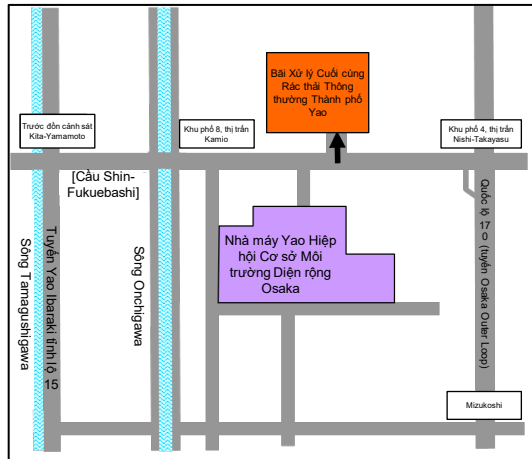 Bãi Xử lý Cuối cùng
Rác thải Thông
thường Thành phố
Yao
Trước đồn cảnh sát
Kita-Yamamoto
Khu phố 8, thị trấn
Kamio
Khu phố 4, thị trấn
Nishi-Takayasu
[Cầu Shin-
Fukuebashi]
Nhà máy Yao Hiệp
hội Cơ sở Môi
trường Diện rộng
Osaka
Sông Tamagushigawa
Tuyến Yao Ibaraki tỉnh lộ
15
Sông Onchigawa
Quốc lộ 17
0 (tuyến Osaka Outer Loop)
Mizukoshi